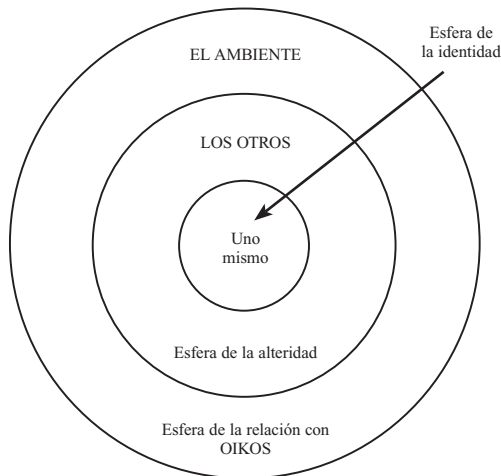 Esfera de
la identidad
EL AMBIENTE
LOS OTROS
Uno
mismo
Esfera de la alteridad
Esfera de la relación con
OIKOS